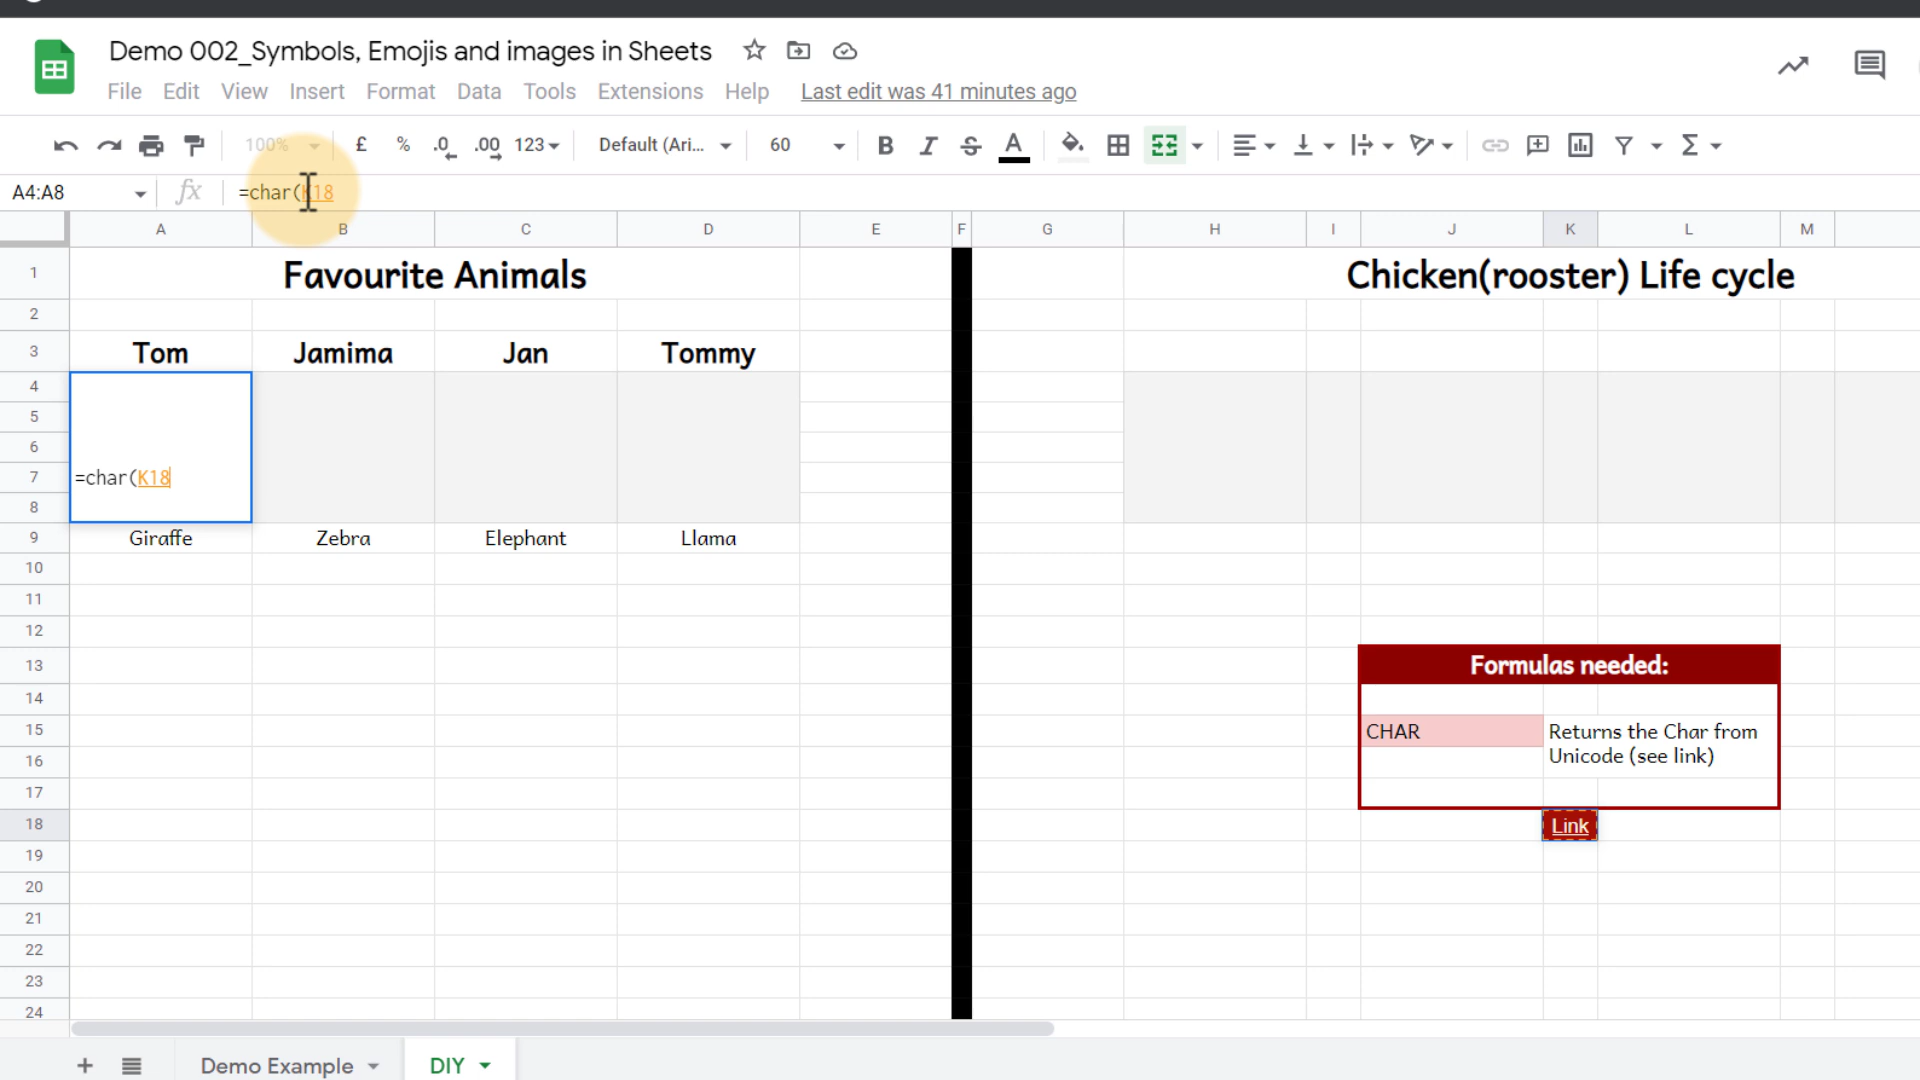 Demo 002_Symbols, Emojis and images in Sheets
File Edit View Insert Format Data Tools Extensions Help Last edit was 41 minutes ago
100% £ % .0 .00 123 Default (Ari... 60 B I S A
A4:A8 fx =char(K18
A B C D E F G H I J K L M
1 Favourite Animals Chicken(rooster) Life cycle
2
3 Tom Jamima Jan Tommy
4
5
6
7 =char(K18
8
9 Giraffe Zebra Elephant Llama
10
11
12
13 Formulas needed:
14
15 CHAR Returns the Char from
16 Unicode (see link)
17
18 Link
19
20
21
22
23
24
+ Demo Example DIY